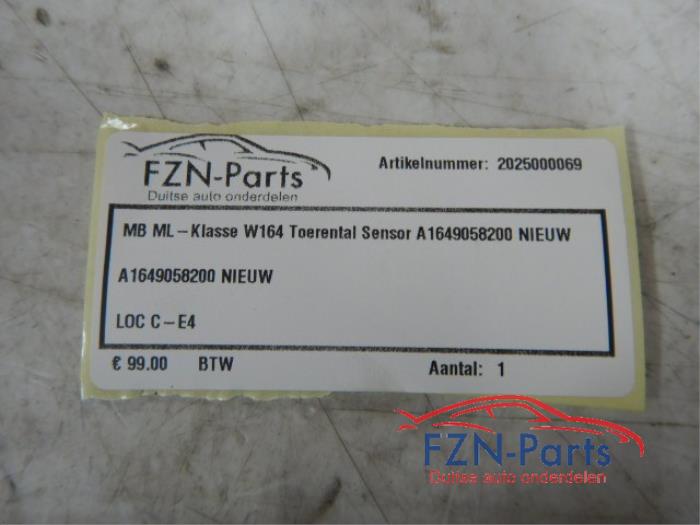 FZN-Parts
Duitse auto onderdelen
Artikelnummer: 2025000069
MB ML-Klasse W164 Toerental Sensor A1649058200 NIEUW
A1649058200 NIEUW
LOC C-E4
€ 99.00 BTW Aantal: 1
FZN-Parts
Duitse auto onderdelen